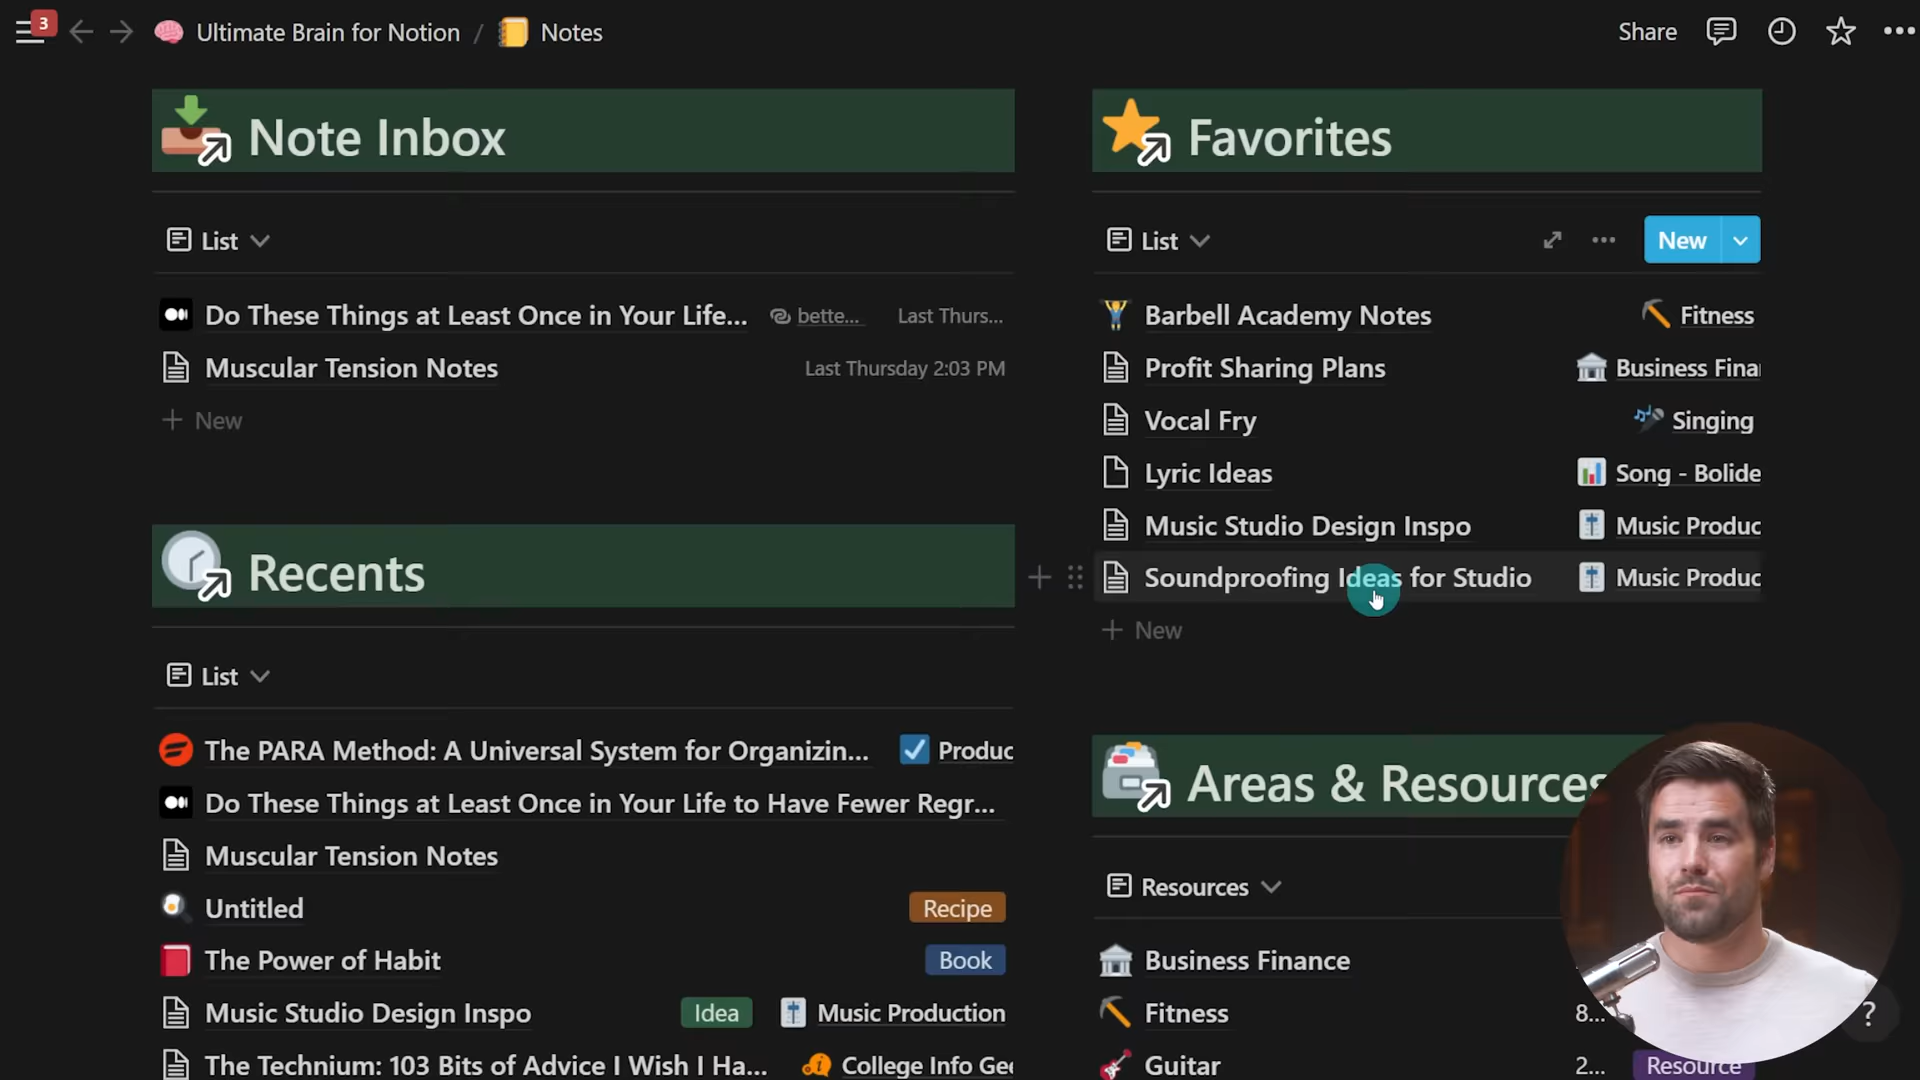 3
Ultimate Brain for Notion / Notes
Share
Note Inbox
List
Do These Things at Least Once in Your Life... bette... Last Thurs...
Muscular Tension Notes Last Thursday 2:03 PM
+ New
Recents
List
The PARA Method: A Universal System for Organizin... Produc
Do These Things at Least Once in Your Life to Have Fewer Regr...
Muscular Tension Notes
Untitled Recipe
The Power of Habit Book
Music Studio Design Inspo Idea Music Production
The Technium: 103 Bits of Advice I Wish I Ha... College Info Gee
Favorites
List New
Barbell Academy Notes Fitness
Profit Sharing Plans Business Fina
Vocal Fry Singing
Lyric Ideas Song - Bolide
Music Studio Design Inspo Music Produc
Soundproofing Ideas for Studio Music Produc
+ New
Areas & Resources
Resources
Business Finance
Fitness 8...
Guitar 2... Resource
?